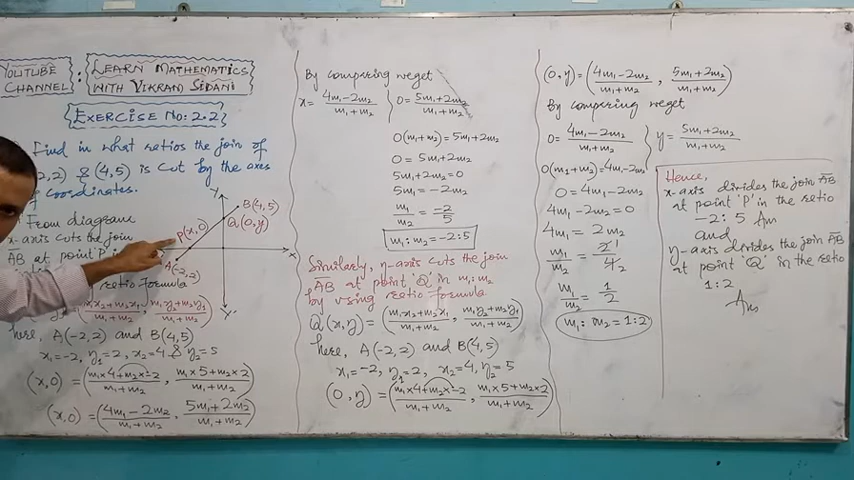 YOUTUBE CHANNEL : LEARN MATHEMATICS
WITH VIKRAM SIDANI
EXERCISE NO: 2.2
Find in what ratios the join of
2,2) & (4,5) is cut by the axes
of coordinates.
From diagram
x-axis cuts the join
AB at point 'P' in
ratio formula
here, A(-2,2) and B(4,5)
x₁=-2, y₁=2, x₂=4 & y₂=5
(x,0) = (m₁×4+m₂×-2/m₁+m₂, m₁×5+m₂×2/m₁+m₂)
(x,0) = (4m₁-2m₂/m₁+m₂, 5m₁+2m₂/m₁+m₂)
Y
B(4,5)
Q(0,y)
P(x,0)
X
A(-2,2)
Y'
By comparing we get
x = 4m₁-2m₂/m₁+m₂ } 0 = 5m₁+2m₂/m₁+m₂
0(m₁+m₂) = 5m₁+2m₂
0 = 5m₁+2m₂
5m₁+2m₂=0
5m₁ = -2m₂
m₁/m₂ = -2/5
m₁:m₂ = -2:5
Similarly, y-axis cuts the join
AB at point 'Q' in m₁:m₂
by using ratio formula
Q(x,y) = (m₁x₂+m₂x₁/m₁+m₂, m₁y₂+m₂y₁/m₁+m₂)
here, A(-2,2) and B(4,5)
x₁=-2, y₁=2, x₂=4, y₂=5
(0,y) = (m₁×4+m₂×-2/m₁+m₂, m₁×5+m₂×2/m₁+m₂)
(0,y) = (4m₁-2m₂/m₁+m₂, 5m₁+2m₂/m₁+m₂)
By comparing we get
0 = 4m₁-2m₂/m₁+m₂ } y = 5m₁+2m₂/m₁+m₂
0(m₁+m₂) = 4m₁-2m₂
0 = 4m₁-2m₂
4m₁-2m₂=0
4m₁ = 2m₂
m₁/m₂ = 2 1/4 2
m₁/m₂ = 1/2
m₁:m₂ = 1:2
Hence,
x-axis divides the join AB
at point 'P' in the ratio
-2:5 Ans
and
y-axis divides the join AB
at point 'Q' in the ratio
1:2
Ans